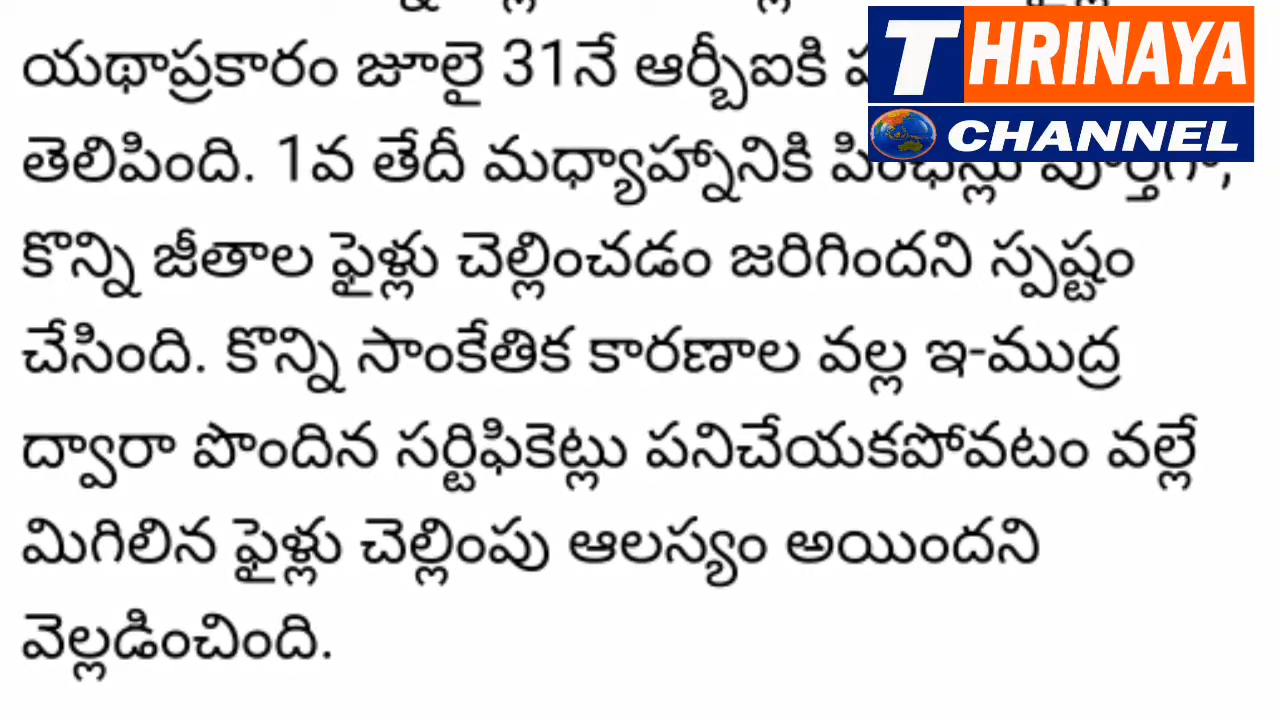 యథాప్రకారం జూలై 31నే ఆర్బీఐకి
THRINAYA
CHANNEL
తెలిపింది. 1వ తేదీ మధ్యాహ్నానికి పింఛన్లు పూర్తిగా,
కొన్ని జీతాల ఫైళ్లు చెల్లించడం జరిగిందని స్పష్టం
చేసింది. కొన్ని సాంకేతిక కారణాల వల్ల ఇ-ముద్ర
ద్వారా పొందిన సర్టిఫికెట్లు పనిచేయకపోవటం వల్లే
మిగిలిన ఫైళ్లు చెల్లింపు ఆలస్యం అయిందని
వెల్లడించింది.